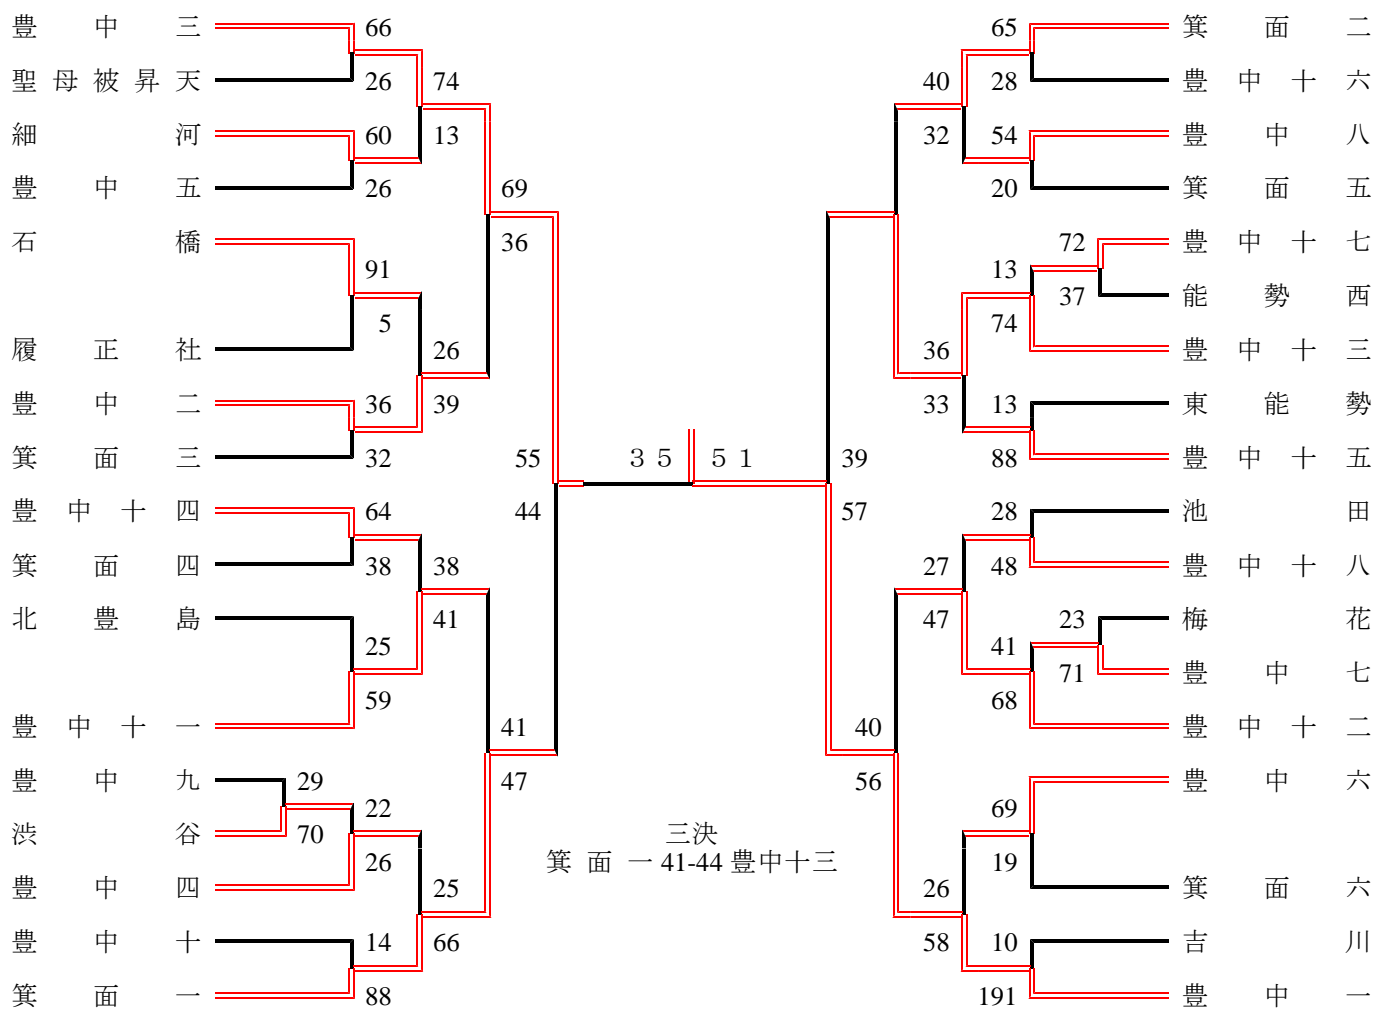 豊中三 66 65 箕面二
聖母被昇天 26 74 40 28 豊中十六
細河 60 13 32 54 豊中八
豊中五 26 69 20 箕面五
石橋 36 72 豊中十七
91 13
37 能勢西
5 74
履正社 26 36 豊中十三
豊中二 36 39 33 13 東能勢
箕面三 32 55 35 51 39 88 豊中十五
豊中十四 64 44 57 28 池田
箕面四 38 38 27 48 豊中十八
北豊島 41 47 23 梅花
25 41
71 豊中七
59 68
豊中十一 41 40 豊中十二
豊中九 29 47 56 豊中六
22 69
渋谷 70 三決
26 箕面一 41-44 豊中十三 19
豊中四 25 26 箕面六
豊中十 14 66 58 10 吉川
箕面一 88 191 豊中一